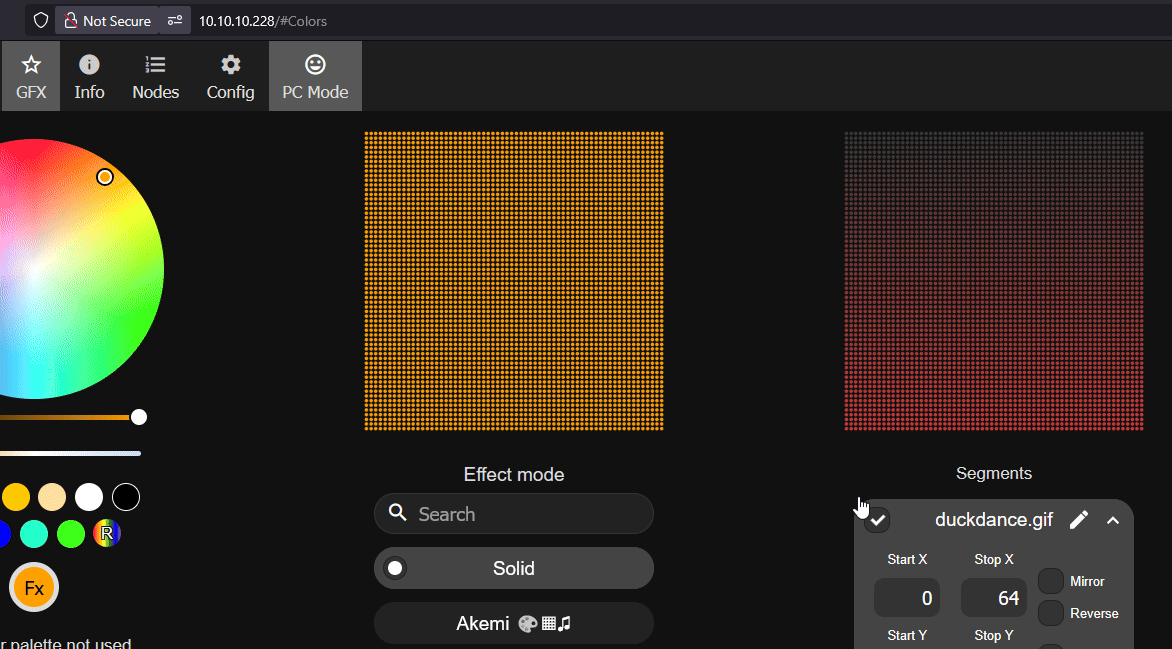 Not Secure 10.10.10.228/#Colors
GFX Info Nodes Config PC Mode
Effect mode
Search
Solid
Akemi
Segments
duckdance.gif
Start X Stop X
0 64
Mirror
Reverse
Start Y Stop Y
R
Fx
r palette not used